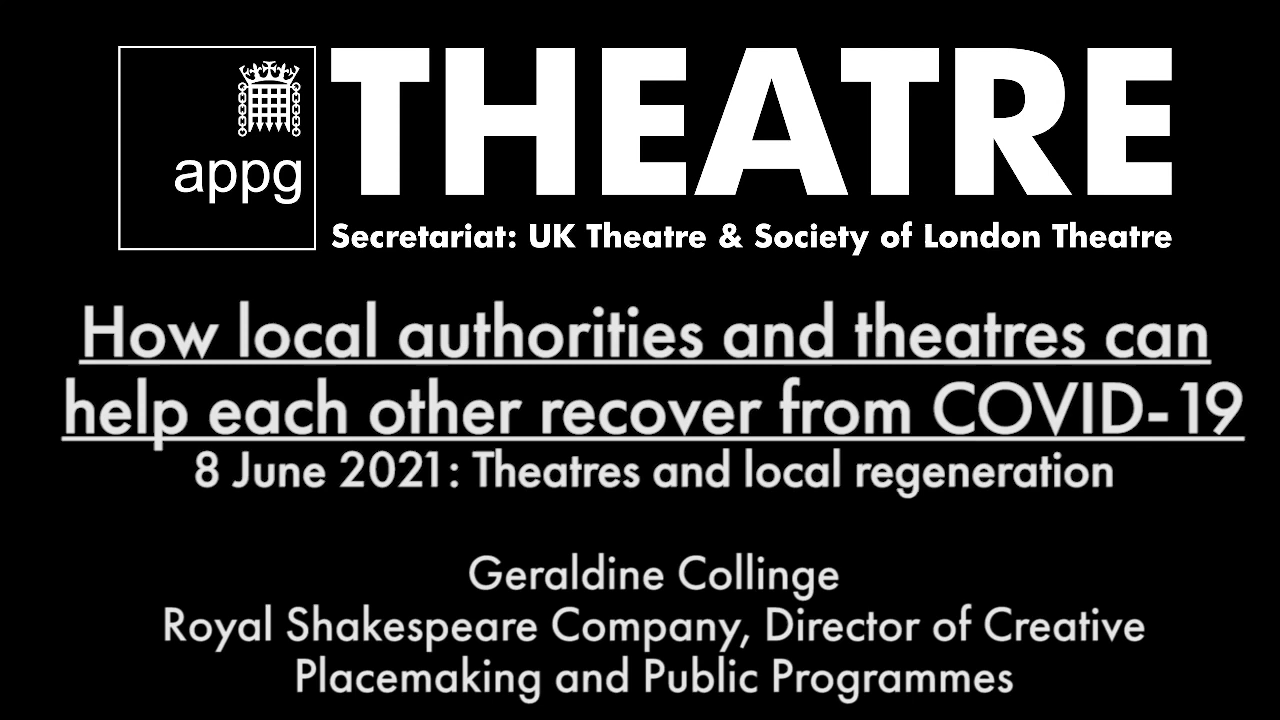 appg
THEATRE
Secretariat: UK Theatre & Society of London Theatre
How local authorities and theatres can
help each other recover from COVID-19
8 June 2021: Theatres and local regeneration
Geraldine Collinge
Royal Shakespeare Company, Director of Creative
Placemaking and Public Programmes